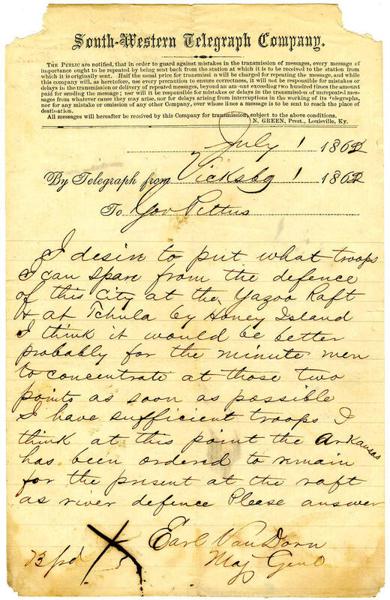 South-Western Telegraph Company.
THE PUBLIC are notified, that in order to guard against mistakes in the transmission of messages, every message of
importance ought to be repeated by being sent back from the station at which it is to be received to the station from
which it is originally sent. Half the usual price for transmission will be charged for repeating the message, and while
this company will, as heretofore, use every precaution to ensure correctness, it will not be responsible for mistakes or
delays in the transmission or delivery of repeated messages, beyond an amount exceeding two hundred times the amount
paid for sending the message; nor will it be responsible for mistakes or delays in the transmission of unrepeated mes-
sages from whatever cause they may arise, nor for delays arising from interruptions in the working of its telegraphs,
nor for any mistake or omission of any other Company, over whose lines a message is to be sent to reach the place of
destination.
All messages will hereafter be received by this Company for transmission, subject to the above conditions.
N. GREEN, Prest., Louisville, Ky.
July 1 1862
By Telegraph from Vicksbg 1 1862
To Gov Pettus
I desire to put what troops
I can spare from the defence
of this City at the Yazoo Raft
& at Tchula by Honey Island
I think it would be better
probably for the minute men
to concentrate at those two
points as soon as possible
I have sufficient troops I
think at this point the Arkansas
has been ordered to remain
for the present at the raft
as river defence Please answer
Earl Van Dorn
73 pd Maj Genl